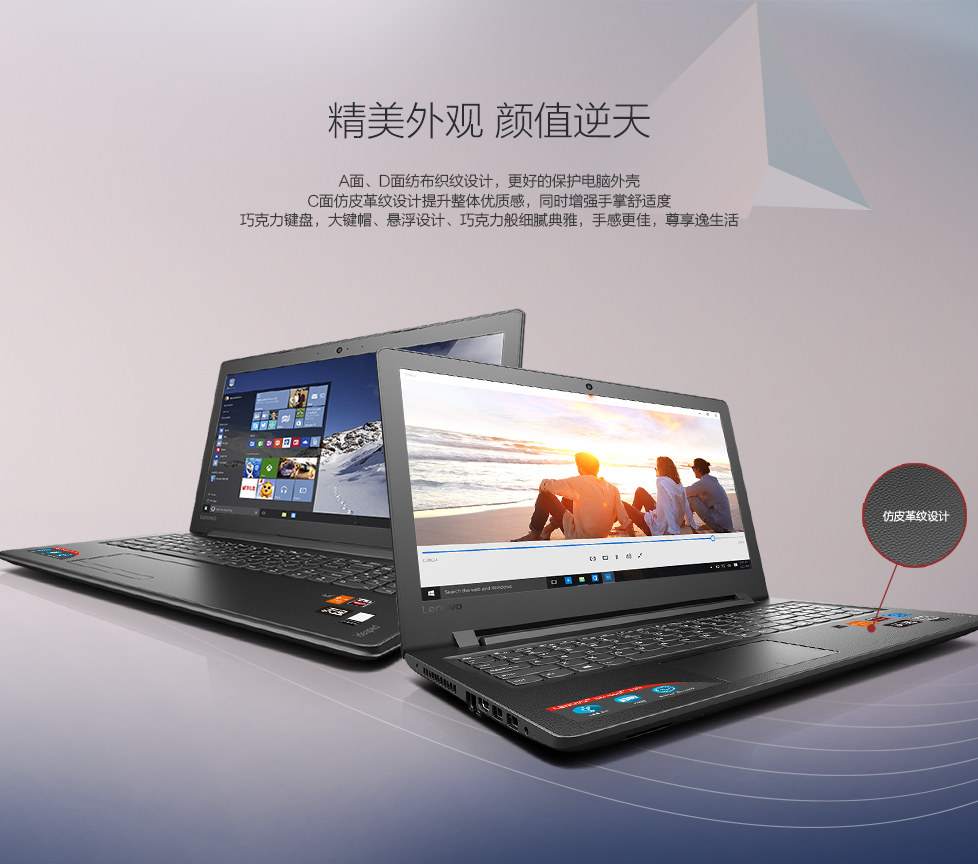 精美外观 颜值逆天
A面、D面纺布织纹设计，更好的保护电脑外壳
C面仿皮革纹设计提升整体优质感，同时增强手掌舒适度
巧克力键盘，大键帽、悬浮设计、巧克力般细腻典雅，手感更佳，尊享逸生活
仿皮革纹设计
Search the web and Windows
Lenovo
Lenovo
Lenovo